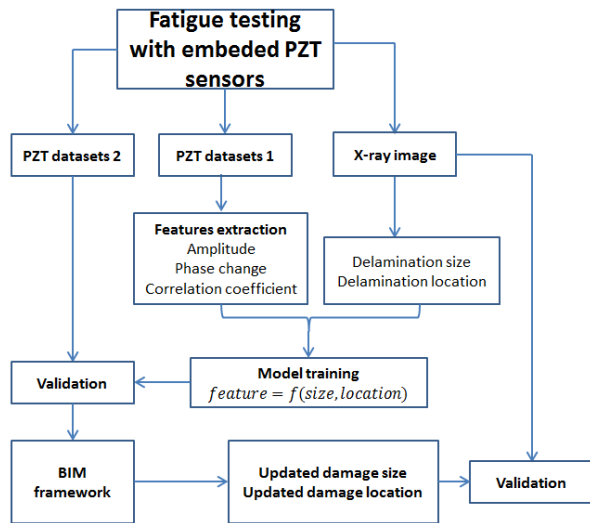 Fatigue testing
with embeded PZT
sensors
PZT datasets 2
PZT datasets 1
X-ray image
Features extraction
Amplitude
Phase change
Correlation coefficient
Delamination size
Delamination location
Model training
feature = f(size, location)
Validation
BIM
framework
Updated damage size
Updated damage location
Validation